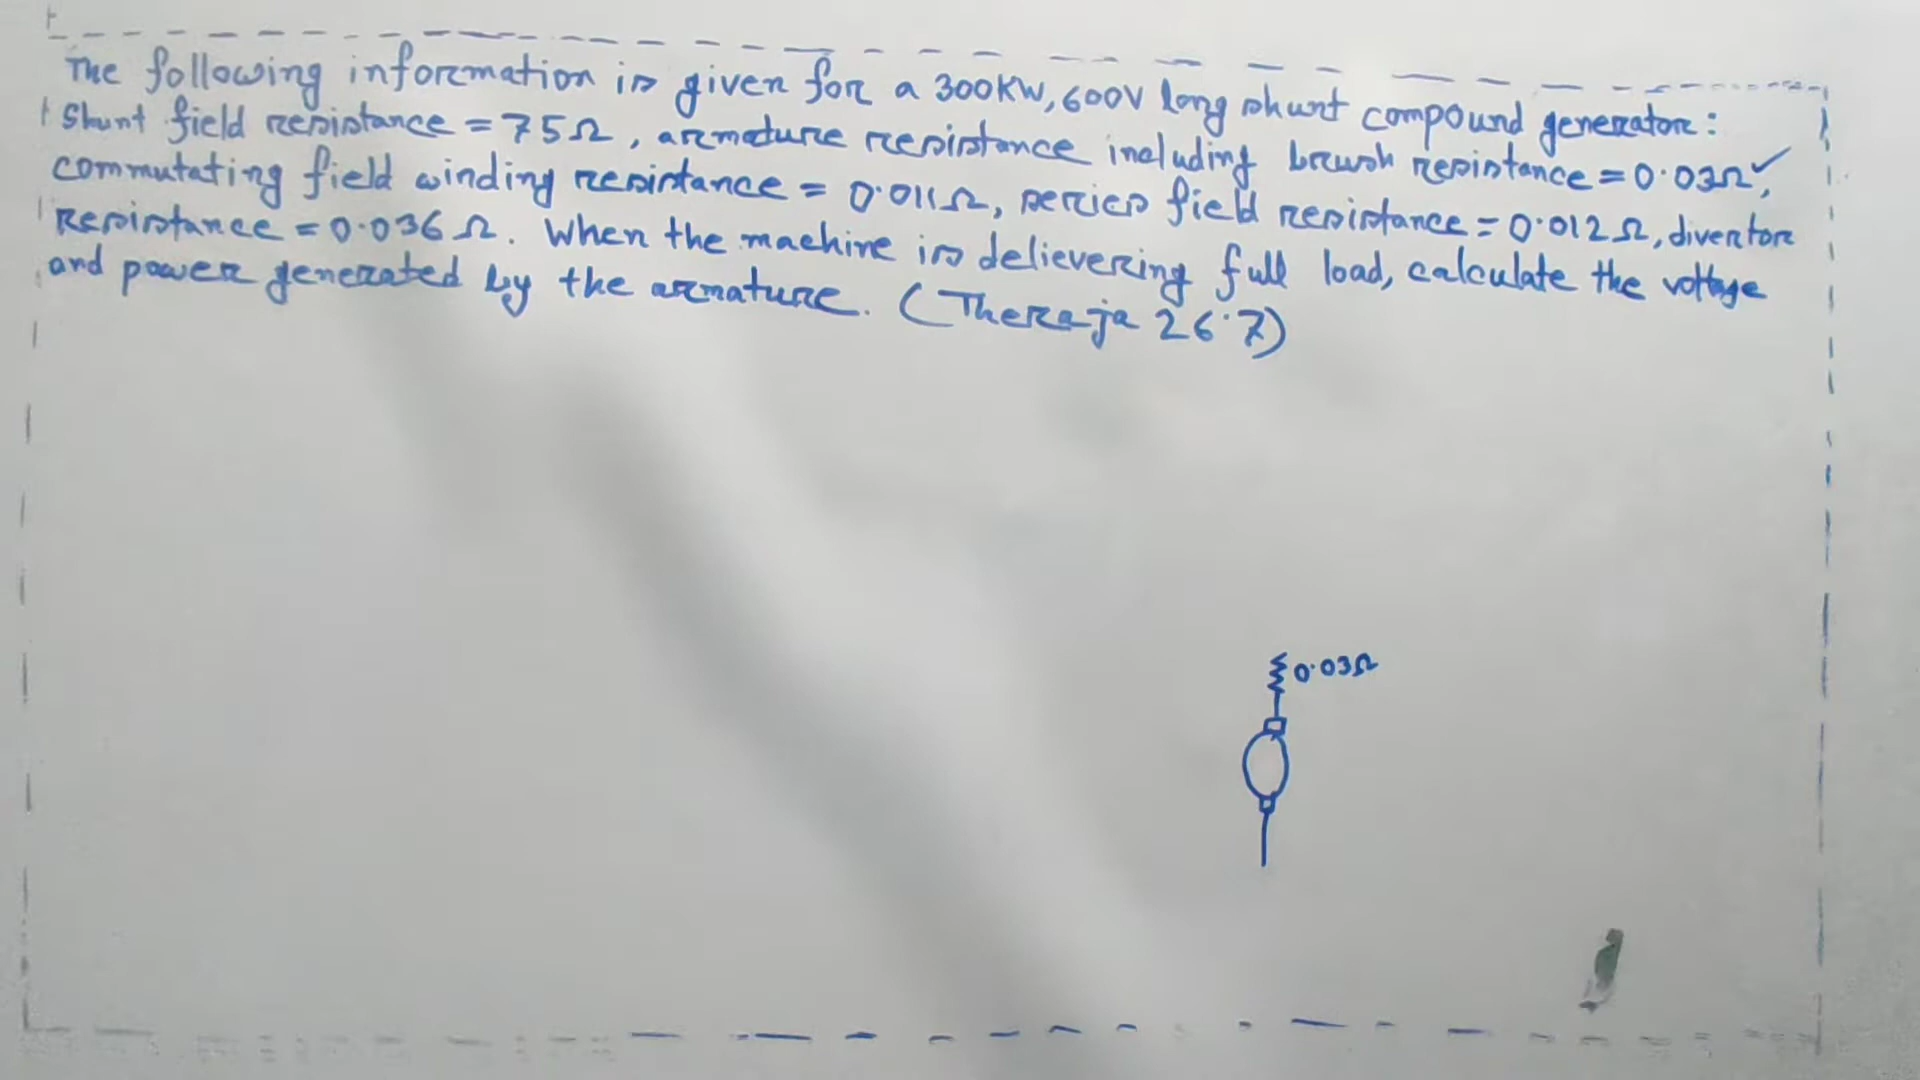 The following information is given for a 300KW, 600V long shunt compound generator:
Shunt field resistance = 75Ω, armature resistance including brush resistance = 0.03Ω✓,
commutating field winding resistance = 0.011Ω, series field resistance = 0.012Ω, divertor
resistance = 0.036Ω. When the machine is delievering full load, calculate the voltage
and power generated by the armature. (Theraja 26.7)
0.03Ω